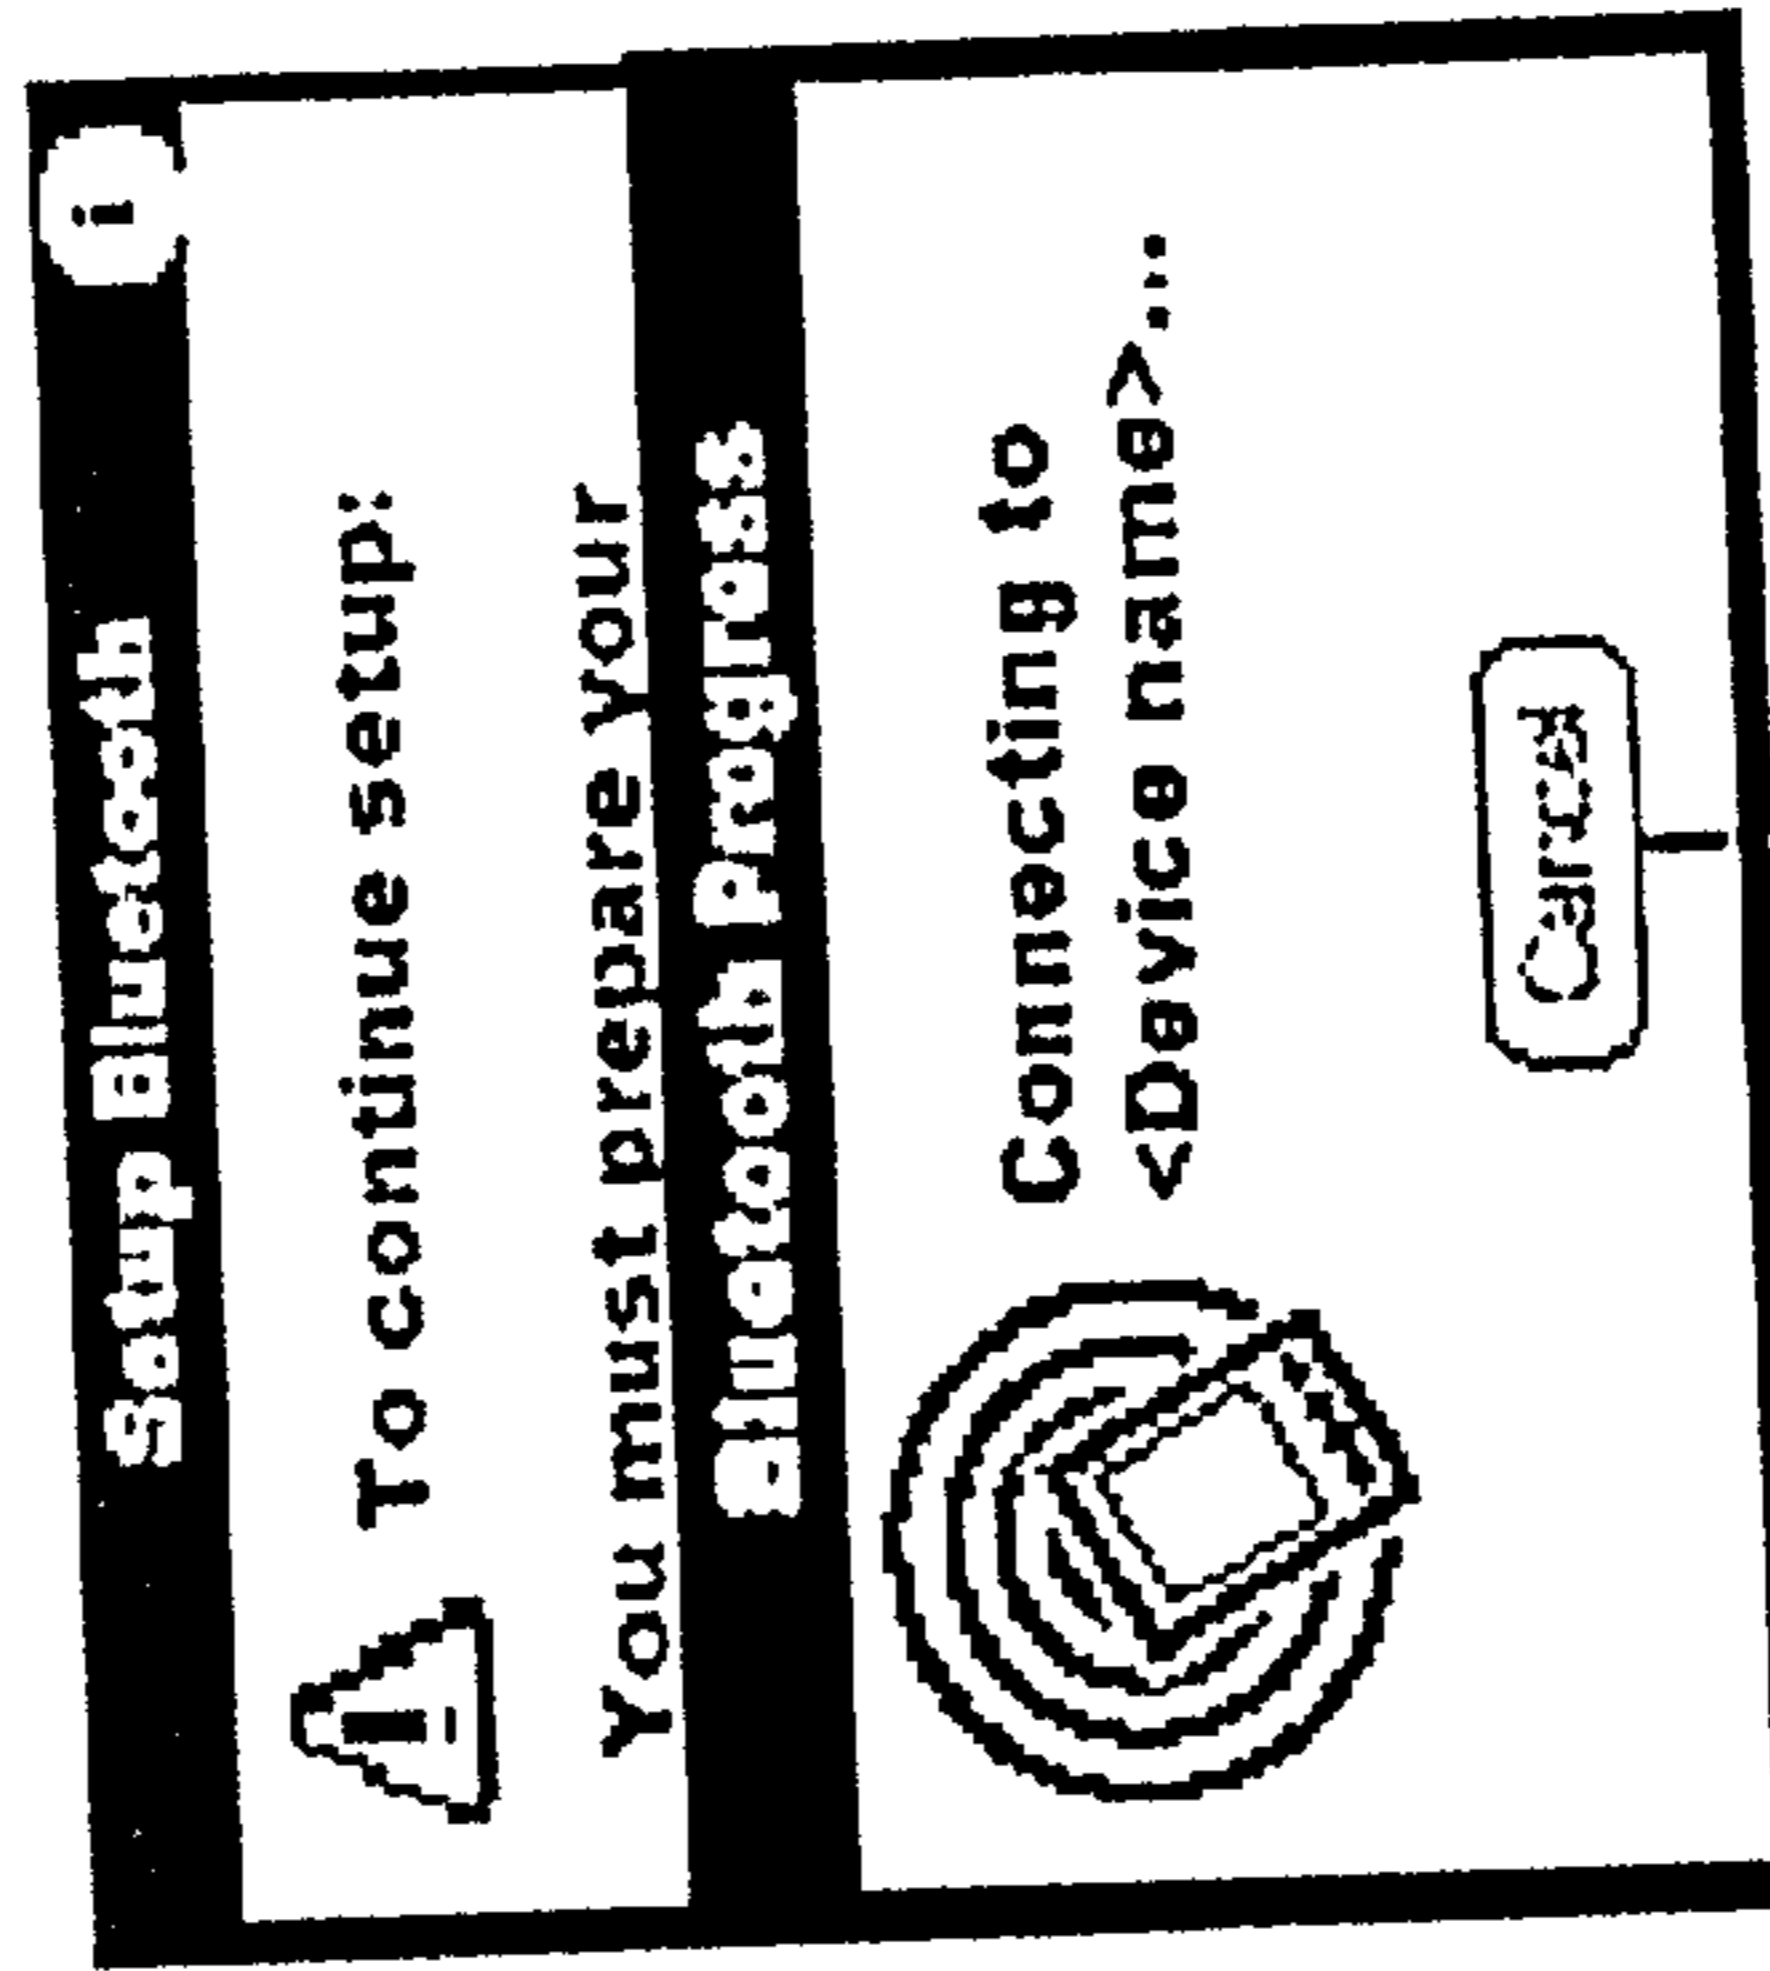 Setup Bluetooth
i
To continue setup:
You must prepare your
Bluetooth Progress
Connecting to
<Device name>...
Cancel